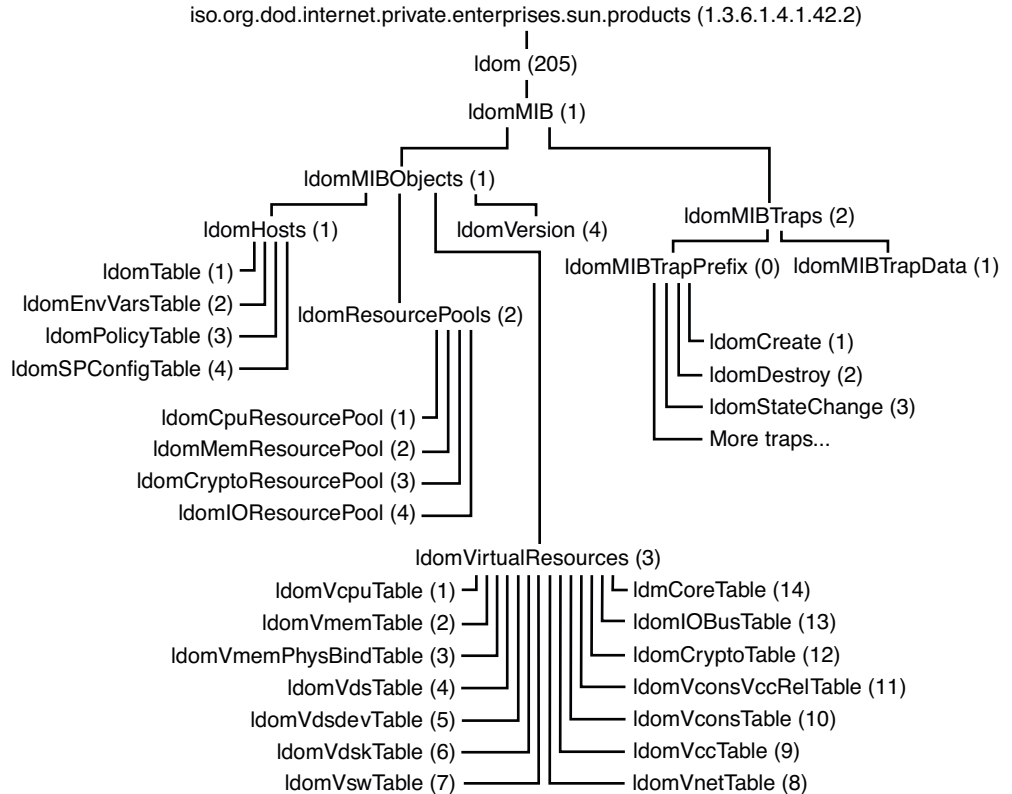 iso.org.dod.internet.private.enterprises.sun.products (1.3.6.1.4.1.42.2)
ldom (205)
ldomMIB (1)
ldomMIBObjects (1)
ldomHosts (1)
ldomVersion (4)
ldomTable (1)
ldomEnvVarsTable (2)
ldomPolicyTable (3)
ldomSPConfigTable (4)
ldomResourcePools (2)
ldomCpuResourcePool (1)
ldomMemResourcePool (2)
ldomCryptoResourcePool (3)
ldomIOResourcePool (4)
ldomVirtualResources (3)
ldomVcpuTable (1)
ldomVmemTable (2)
ldomVmemPhysBindTable (3)
ldomVdsTable (4)
ldomVdsdevTable (5)
ldomVdskTable (6)
ldomVswTable (7)
ldmCoreTable (14)
ldomIOBusTable (13)
ldomCryptoTable (12)
ldomVconsVccRelTable (11)
ldomVconsTable (10)
ldomVccTable (9)
ldomVnetTable (8)
ldomMIBTraps (2)
ldomMIBTrapPrefix (0)
ldomMIBTrapData (1)
ldomCreate (1)
ldomDestroy (2)
ldomStateChange (3)
More traps...